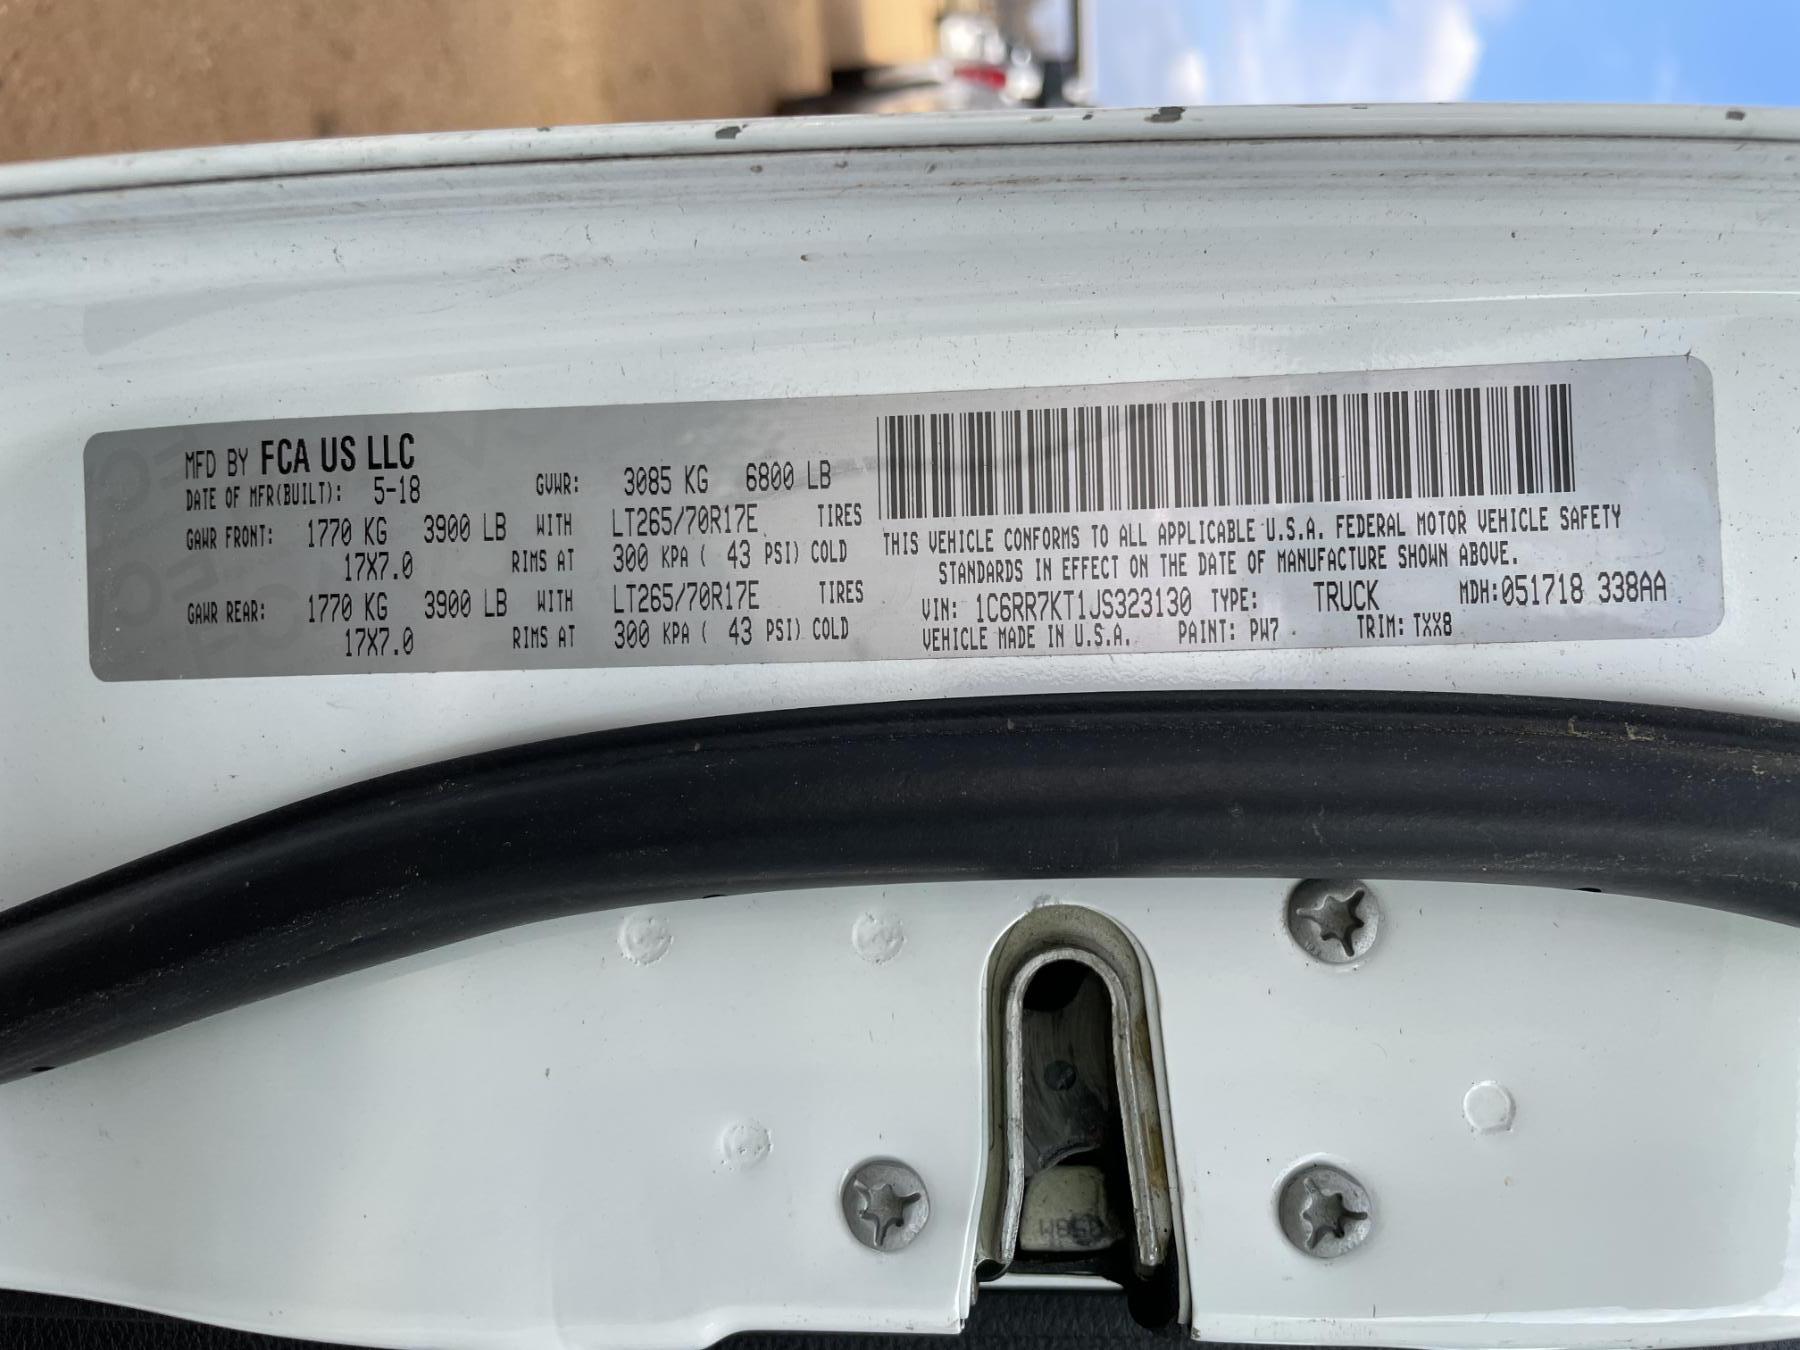 MFD BY FCA US LLC
DATE OF MFR(BUILT): 5-18 GVWR: 3085 KG 6800 LB
GAWR FRONT: 1770 KG 3900 LB WITH LT265/70R17E TIRES
17X7.0 RIMS AT 300 KPA ( 43 PSI) COLD
GAWR REAR: 1770 KG 3900 LB WITH LT265/70R17E TIRES
17X7.0 RIMS AT 300 KPA ( 43 PSI) COLD
THIS VEHICLE CONFORMS TO ALL APPLICABLE U.S.A. FEDERAL MOTOR VEHICLE SAFETY
STANDARDS IN EFFECT ON THE DATE OF MANUFACTURE SHOWN ABOVE.
VIN: 1C6RR7KT1JS323130 TYPE: TRUCK MDH:051718 338AA
VEHICLE MADE IN U.S.A. PAINT: PW7 TRIM: TXX8